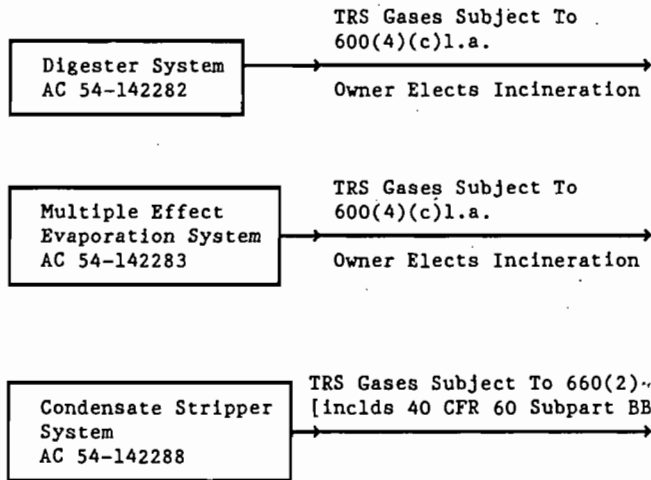 TRS Gases Subject To
600(4)(c)1.a.
Digester System
AC 54-142282
Owner Elects Incineration
TRS Gases Subject To
600(4)(c)1.a.
Multiple Effect
Evaporation System
AC 54-142283
Owner Elects Incineration
TRS Gases Subject To 660(2)
[inclds 40 CFR 60 Subpart BB
Condensate Stripper
System
AC 54-142288